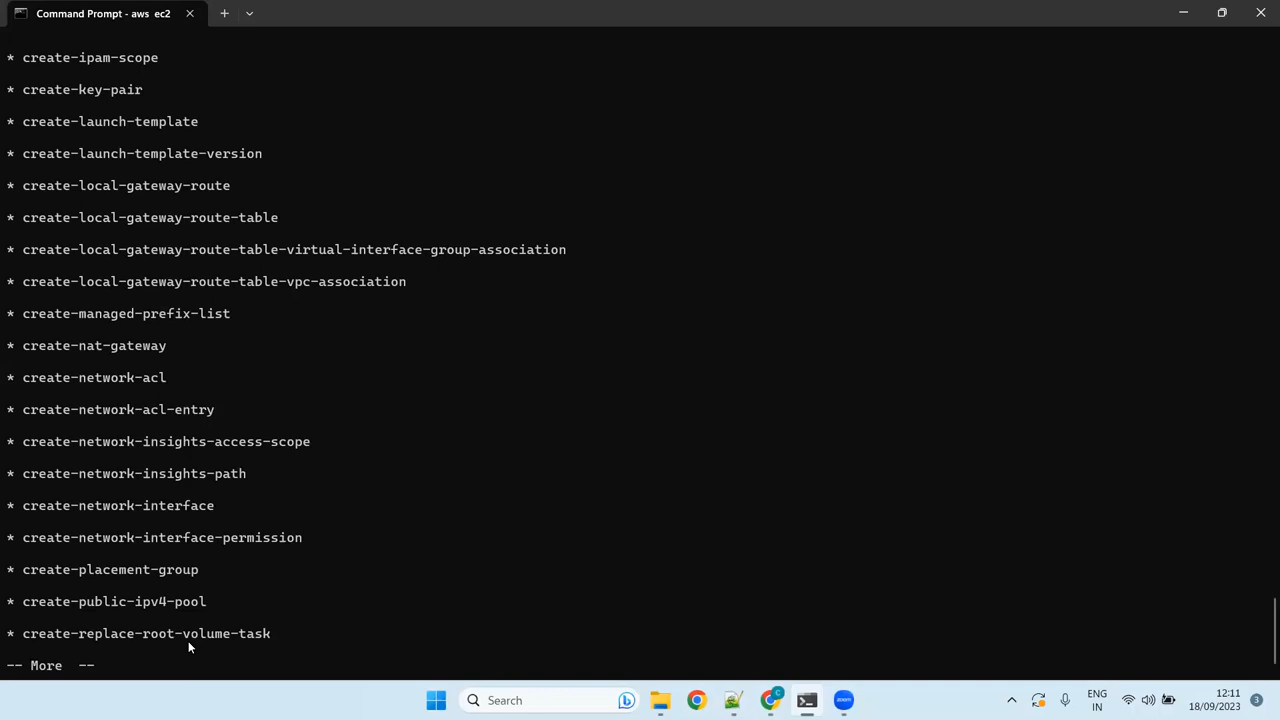 Command Prompt - aws ec2
* create-ipam-scope
* create-key-pair
* create-launch-template
* create-launch-template-version
* create-local-gateway-route
* create-local-gateway-route-table
* create-local-gateway-route-table-virtual-interface-group-association
* create-local-gateway-route-table-vpc-association
* create-managed-prefix-list
* create-nat-gateway
* create-network-acl
* create-network-acl-entry
* create-network-insights-access-scope
* create-network-insights-path
* create-network-interface
* create-network-interface-permission
* create-placement-group
* create-public-ipv4-pool
* create-replace-root-volume-task
-- More  --
Search
C
zoom
ENG
IN
12:11
18/09/2023
3